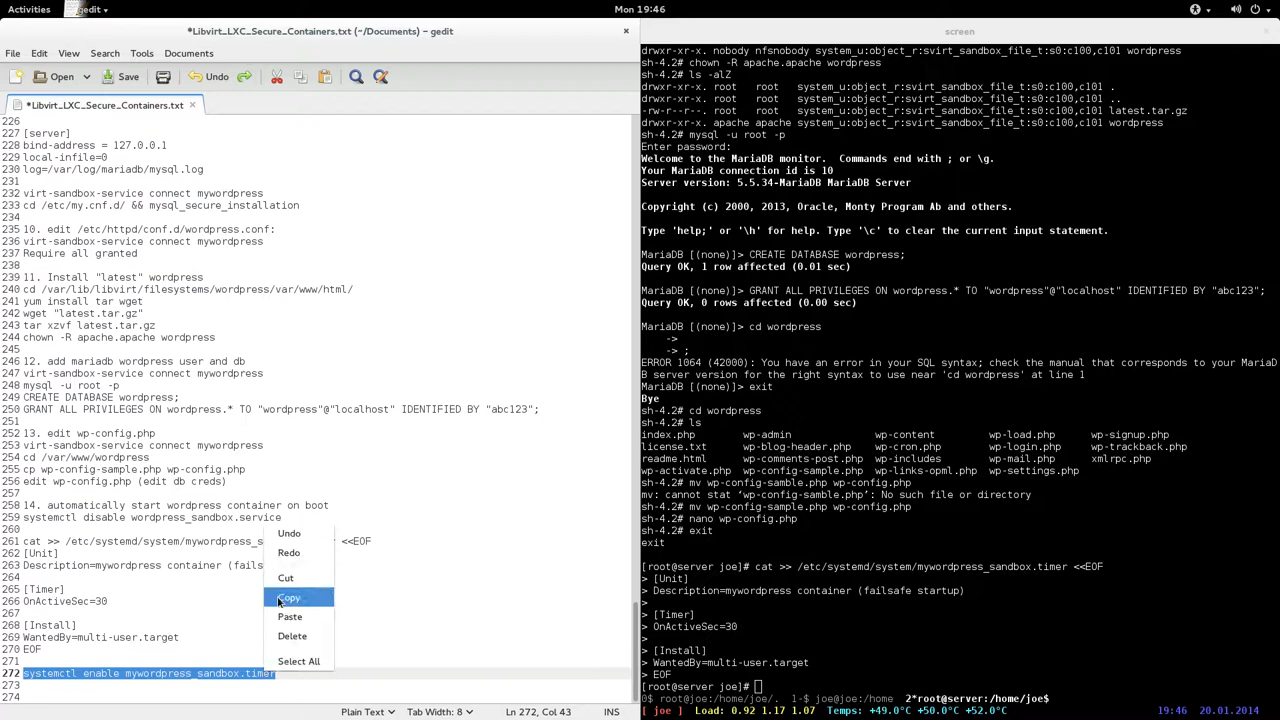 Activities gedit Mon 19:46
*Libvirt_LXC_Secure_Containers.txt (~/Documents) - gedit
File Edit View Search Tools Documents
Open Save Undo
*Libvirt_LXC_Secure_Containers.txt
226
227 [server]
228 bind-address = 127.0.0.1
229 local-infile=0
230 log=/var/log/mariadb/mysql.log
231
232 virt-sandbox-service connect mywordpress
233 cd /etc/my.cnf.d/ && mysql_secure_installation
234
235 10. edit /etc/httpd/conf.d/wordpress.conf:
236 virt-sandbox-service connect mywordpress
237 Require all granted
238
239 11. Install "latest" wordpress
240 cd /var/lib/libvirt/filesystems/wordpress/var/www/html/
241 yum install tar wget
242 wget "latest.tar.gz"
243 tar xzvf latest.tar.gz
244 chown -R apache.apache wordpress
245
246 12. add mariadb wordpress user and db
247 virt-sandbox-service connect mywordpress
248 mysql -u root -p
249 CREATE DATABASE wordpress;
250 GRANT ALL PRIVILEGES ON wordpress.* TO "wordpress"@"localhost" IDENTIFIED BY "abc123";
251
252 13. edit wp-config.php
253 virt-sandbox-service connect mywordpress
254 cd /var/www/wordpress
255 cp wp-config-sample.php wp-config.php
256 edit wp-config.php (edit db creds)
257
258 14. automatically start wordpress container on boot
259 systemctl disable wordpress_sandbox.service
260
261 cat >> /etc/systemd/system/mywordpress_s <<EOF
262 [Unit]
263 Description=mywordpress container (fails
264
265 [Timer]
266 OnActiveSec=30
267
268 [Install]
269 WantedBy=multi-user.target
270 EOF
271
272 systemctl enable mywordpress_sandbox.timer
273
274
Undo
Redo
Cut
Copy
Paste
Delete
Select All
Plain Text Tab Width: 8 Ln 272, Col 43 INS
screen
drwxr-xr-x. nobody nfsnobody system_u:object_r:svirt_sandbox_file_t:s0:c100,c101 wordpress
sh-4.2# chown -R apache.apache wordpress
sh-4.2# ls -alZ
drwxr-xr-x. root root system_u:object_r:svirt_sandbox_file_t:s0:c100,c101 .
drwxr-xr-x. root root system_u:object_r:svirt_sandbox_file_t:s0:c100,c101 ..
-rw-r--r--. root root system_u:object_r:svirt_sandbox_file_t:s0:c100,c101 latest.tar.gz
drwxr-xr-x. apache apache system_u:object_r:svirt_sandbox_file_t:s0:c100,c101 wordpress
sh-4.2# mysql -u root -p
Enter password:
Welcome to the MariaDB monitor. Commands end with ; or \g.
Your MariaDB connection id is 10
Server version: 5.5.34-MariaDB MariaDB Server
Copyright (c) 2000, 2013, Oracle, Monty Program Ab and others.
Type 'help;' or '\h' for help. Type '\c' to clear the current input statement.
MariaDB [(none)]> CREATE DATABASE wordpress;
Query OK, 1 row affected (0.01 sec)
MariaDB [(none)]> GRANT ALL PRIVILEGES ON wordpress.* TO "wordpress"@"localhost" IDENTIFIED BY "abc123";
Query OK, 0 rows affected (0.00 sec)
MariaDB [(none)]> cd wordpress
->
-> ;
ERROR 1064 (42000): You have an error in your SQL syntax; check the manual that corresponds to your MariaD
B server version for the right syntax to use near 'cd wordpress' at line 1
MariaDB [(none)]> exit
Bye
sh-4.2# cd wordpress
sh-4.2# ls
index.php wp-admin wp-content wp-load.php wp-signup.php
license.txt wp-blog-header.php wp-cron.php wp-login.php wp-trackback.php
readme.html wp-comments-post.php wp-includes wp-mail.php xmlrpc.php
wp-activate.php wp-config-sample.php wp-links-opml.php wp-settings.php
sh-4.2# mv wp-config-samble.php wp-config.php
mv: cannot stat ‘wp-config-samble.php’: No such file or directory
sh-4.2# mv wp-config-sample.php wp-config.php
sh-4.2# nano wp-config.php
sh-4.2# exit
exit
[root@server joe]# cat >> /etc/systemd/system/mywordpress_sandbox.timer <<EOF
> [Unit]
> Description=mywordpress container (failsafe startup)
>
> [Timer]
> OnActiveSec=30
>
> [Install]
> WantedBy=multi-user.target
> EOF
[root@server joe]#
0$ root@joe:/home/joe/. 1-$ joe@joe:/home 2*root@server:/home/joe$
[ joe ] Load: 0.92 1.17 1.07 Temps: +49.0°C +50.0°C +52.0°C 19:46 20.01.2014